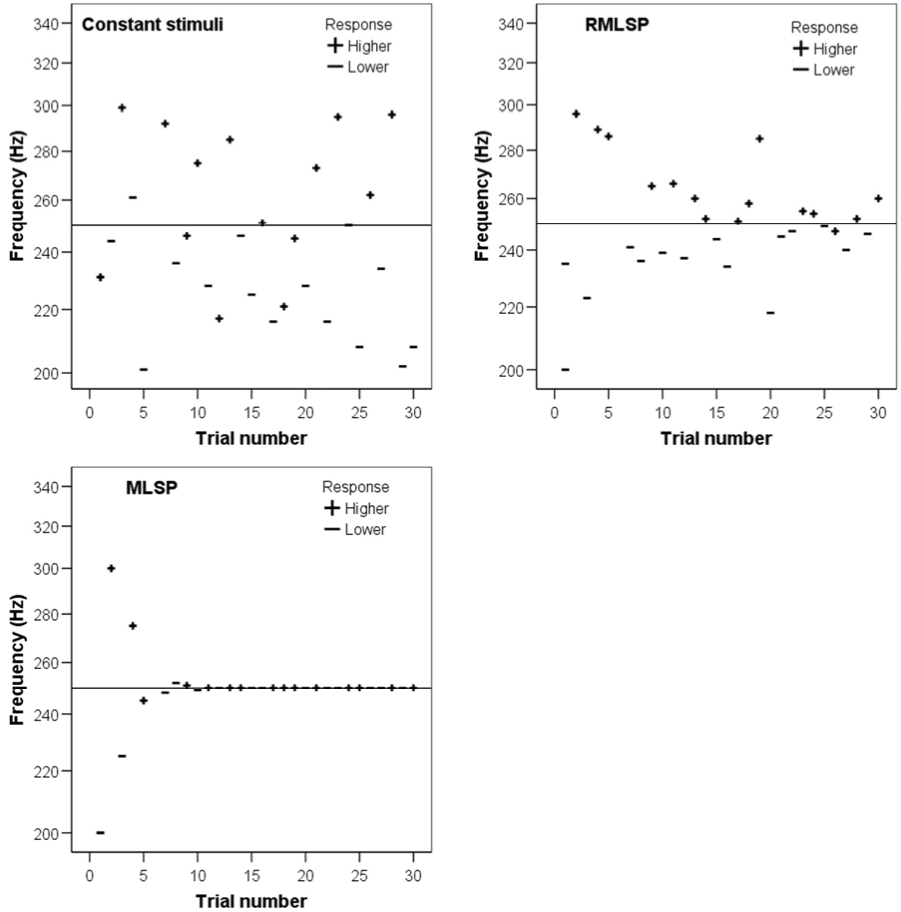 Constant stimuli
Response
Higher
Lower
340
320
300
280
260
240
220
200
Frequency (Hz)
0 5 10 15 20 25 30
Trial number
RMLSP
Response
Higher
Lower
340
320
300
280
260
240
220
200
Frequency (Hz)
0 5 10 15 20 25 30
Trial number
MLSP
Response
Higher
Lower
340
320
300
280
260
240
220
200
Frequency (Hz)
0 5 10 15 20 25 30
Trial number